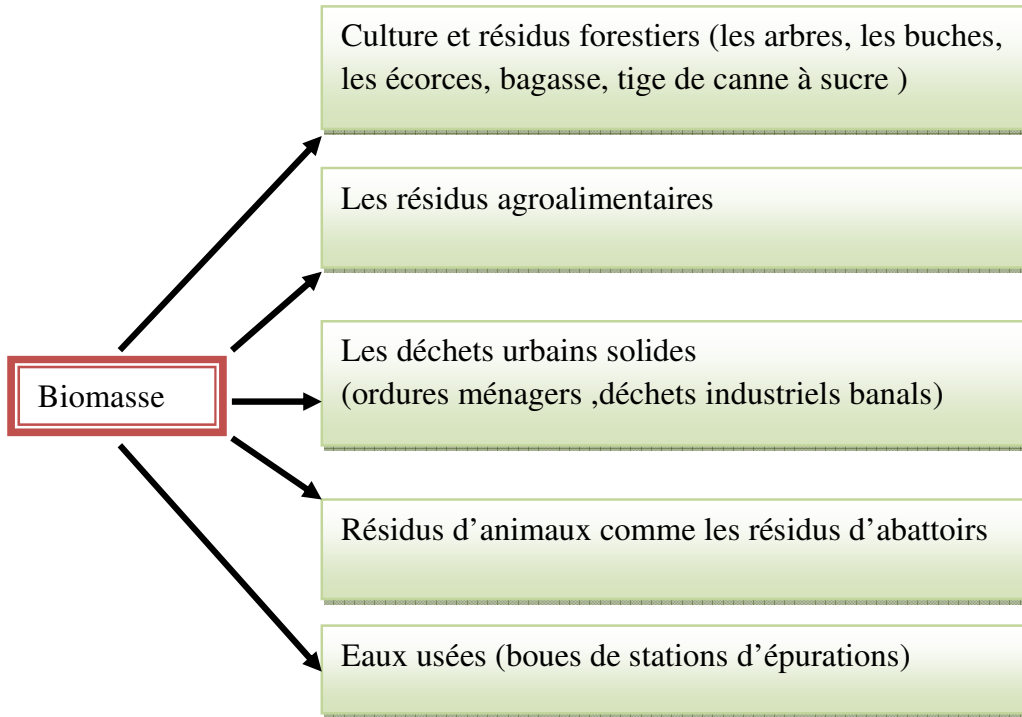 Culture et résidus forestiers (les arbres, les buches,
les écorces, bagasse, tige de canne à sucre )
Les résidus agroalimentaires
Les déchets urbains solides
(ordures ménagers ,déchets industriels banals)
Biomasse
Résidus d’animaux comme les résidus d’abattoirs
Eaux usées (boues de stations d’épurations)